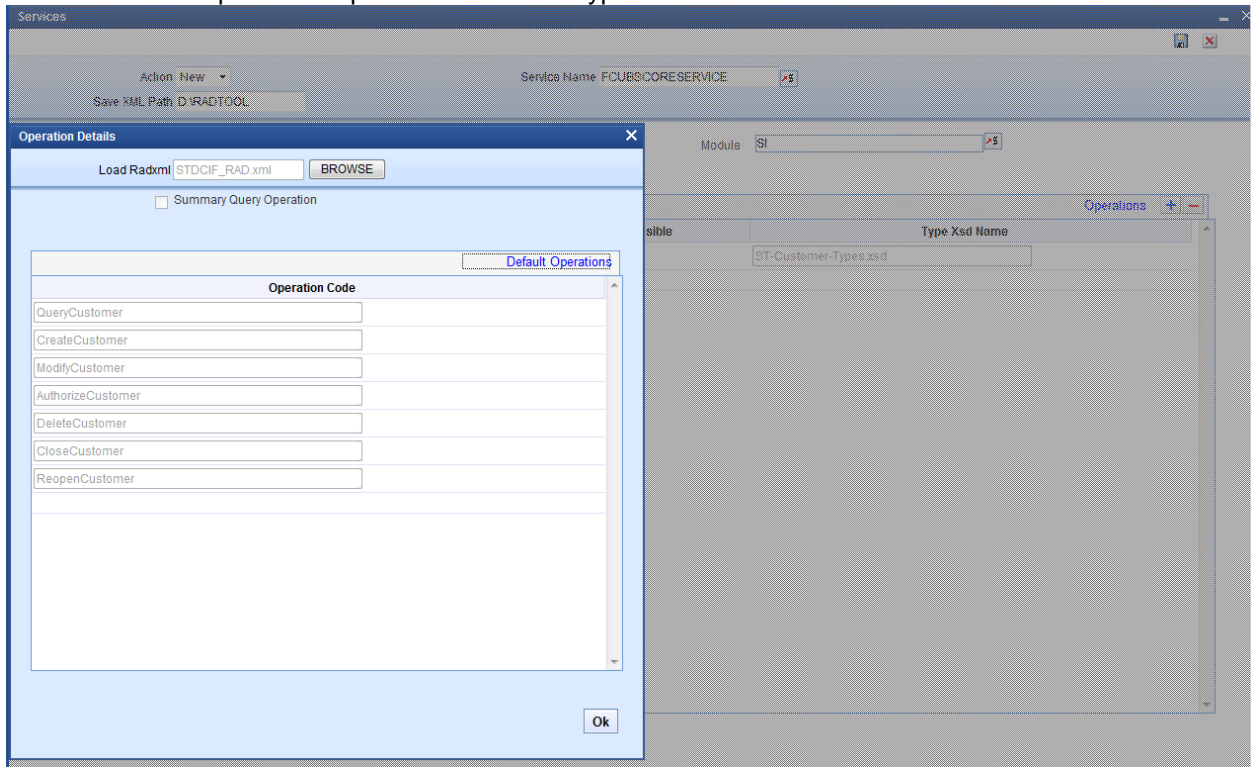 Services
Action New
Service Name FCUBSCORESERVICE
Save XML Path D:\RADTOOL
Operation Details
Module SI
Load Radxml STDCIF_RAD.xml BROWSE
Summary Query Operation
Operations + −
sible
Type Xsd Name
ST-Customer-Types.xsd
Default Operations
Operation Code
QueryCustomer
CreateCustomer
ModifyCustomer
AuthorizeCustomer
DeleteCustomer
CloseCustomer
ReopenCustomer
Ok